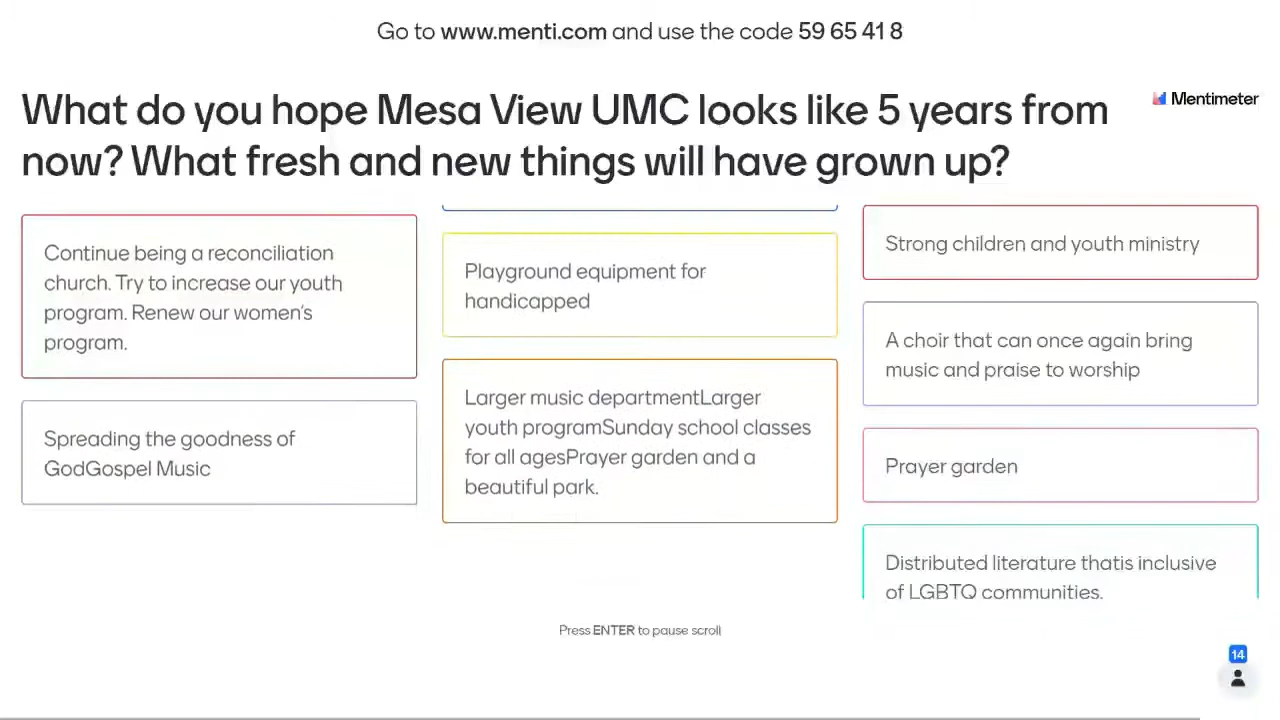 Go to www.menti.com and use the code 59 65 41 8
What do you hope Mesa View UMC looks like 5 years from
now? What fresh and new things will have grown up?
Mentimeter
Continue being a reconciliation
church. Try to increase our youth
program. Renew our women's
program.
Spreading the goodness of
GodGospel Music
Playground equipment for
handicapped
Larger music departmentLarger
youth programSunday school classes
for all agesPrayer garden and a
beautiful park.
Strong children and youth ministry
A choir that can once again bring
music and praise to worship
Prayer garden
Distributed literature thatis inclusive
of LGBTQ communities.
Press ENTER to pause scroll
14